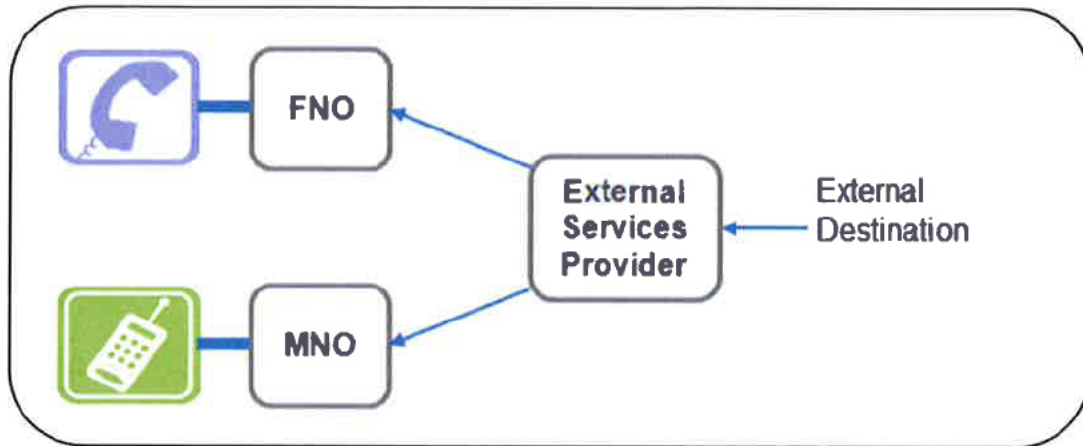 FNO
External
Services
Provider
External
Destination
MNO